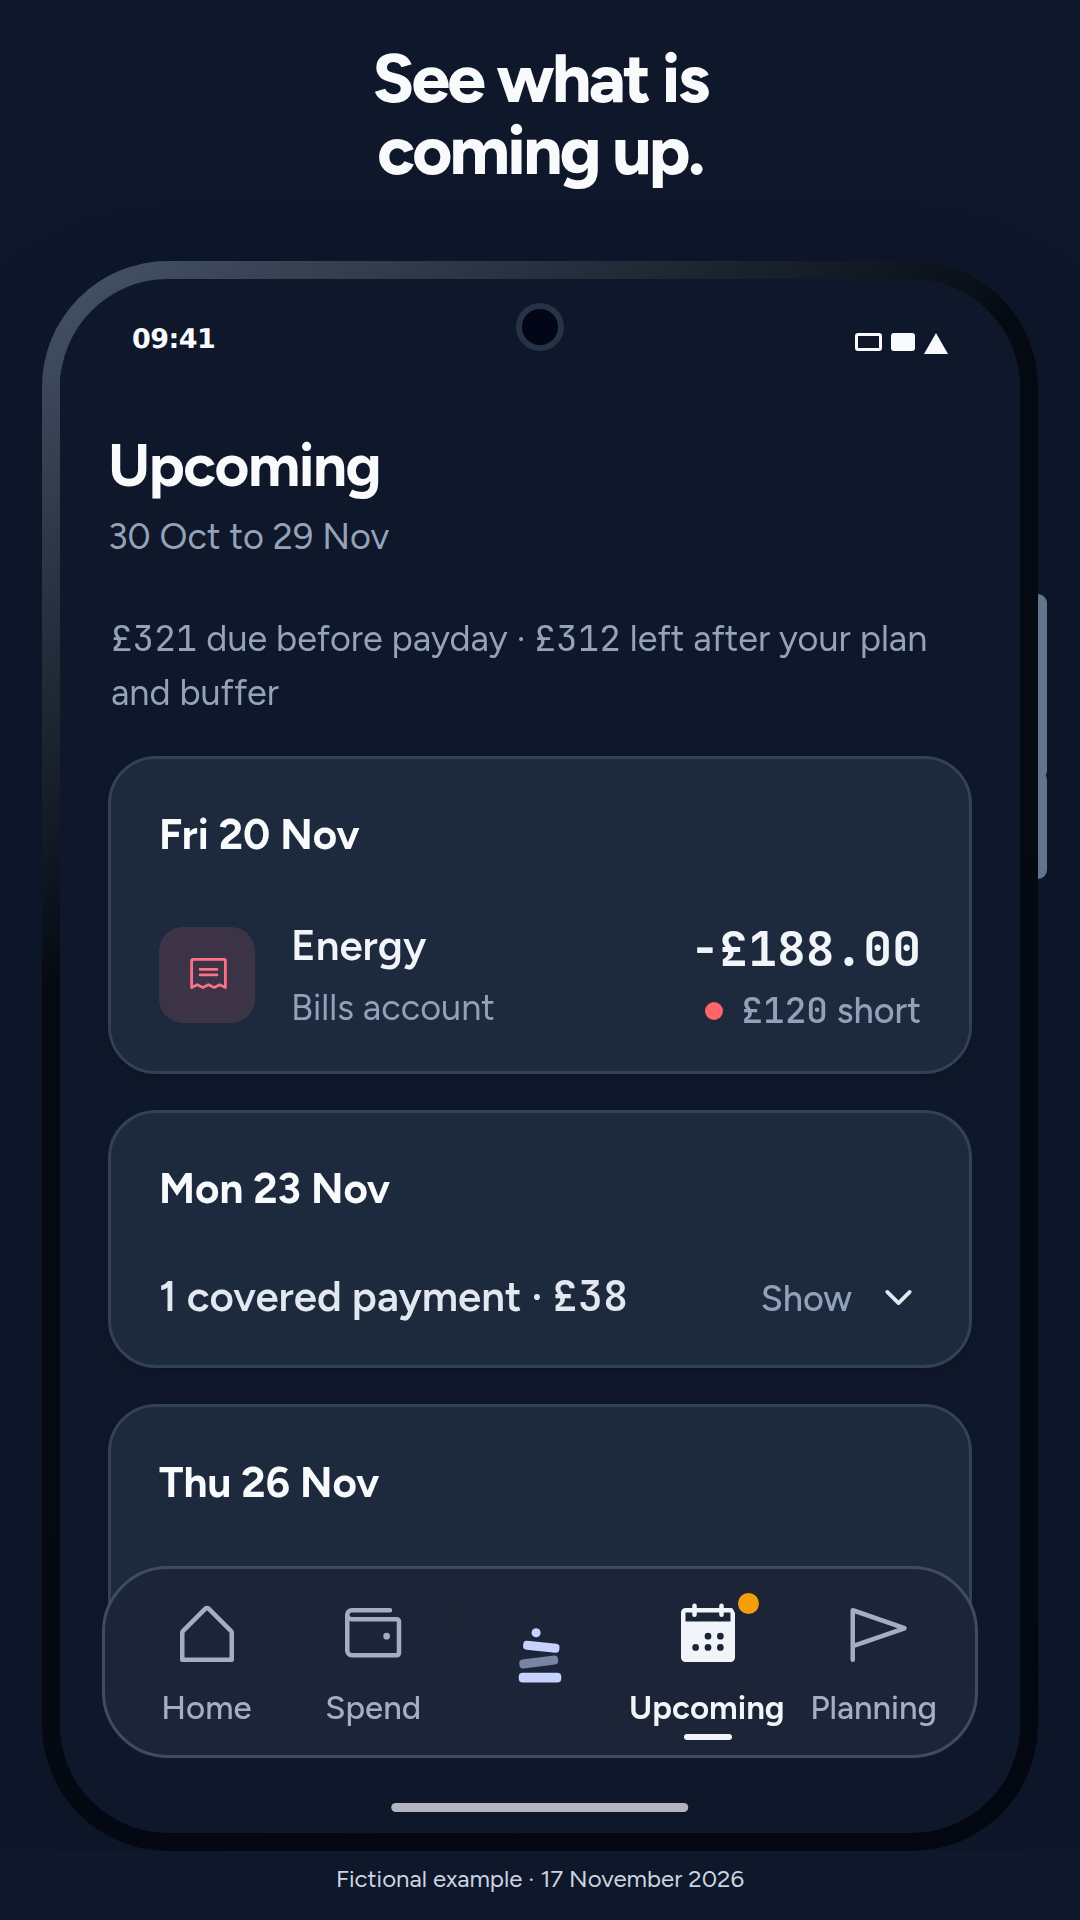 See what is
coming up.
09:41
Upcoming
30 Oct to 29 Nov
£321 due before payday · £312 left after your plan
and buffer
Fri 20 Nov
Energy
-£188.00
Bills account
£120 short
Mon 23 Nov
1 covered payment · £38
Show
Thu 26 Nov
Home
Spend
Upcoming
Planning
Fictional example · 17 November 2026